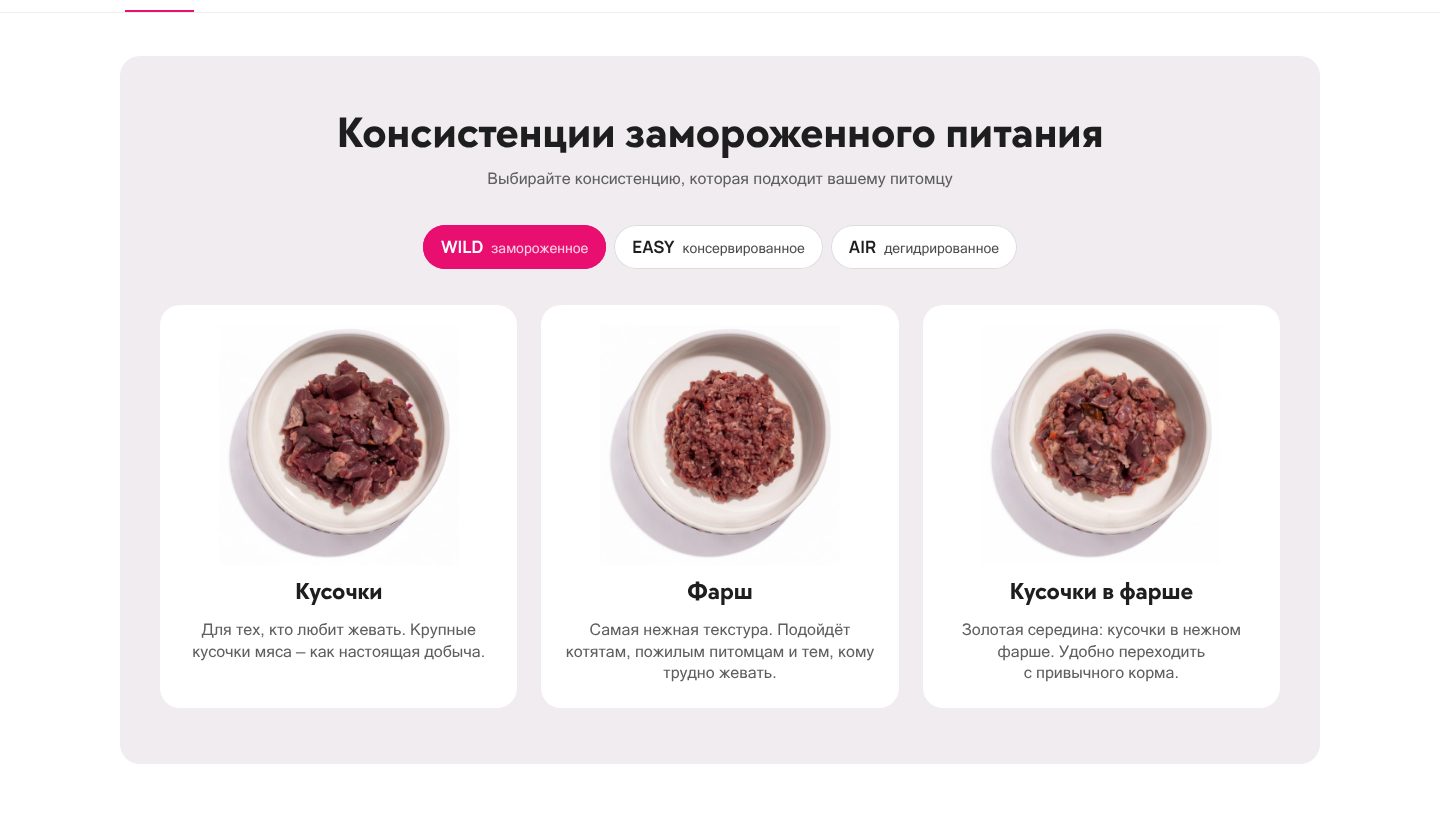 Консистенции замороженного питания
Выбирайте консистенцию, которая подходит вашему питомцу
WILD замороженное
EASY консервированное
AIR дегидрированное
Кусочки
Для тех, кто любит жевать. Крупные
кусочки мяса – как настоящая добыча.
Фарш
Самая нежная текстура. Подойдёт
котятам, пожилым питомцам и тем, кому
трудно жевать.
Кусочки в фарше
Золотая середина: кусочки в нежном
фарше. Удобно переходить
с привычного корма.